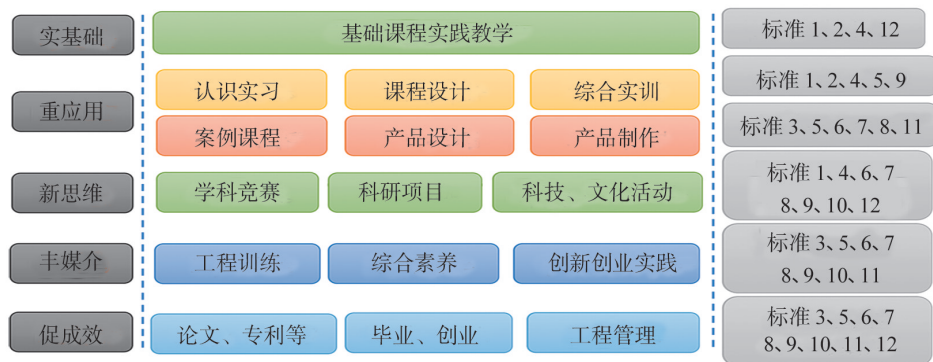 实基础
基础课程实践教学
标准 1、2、4、12
重应用
认识实习
课程设计
综合实训
标准 1、2、4、5、9
案例课程
产品设计
产品制作
标准 3、5、6、7、8、11
新思维
学科竞赛
科研项目
科技、文化活动
标准 1、4、6、7
8、9、10、12
丰媒介
工程训练
综合素养
创新创业实践
标准 3、5、6、7
8、9、10、11
促成效
论文、专利等
毕业、创业
工程管理
标准 3、5、6、7
8、9、10、11、12